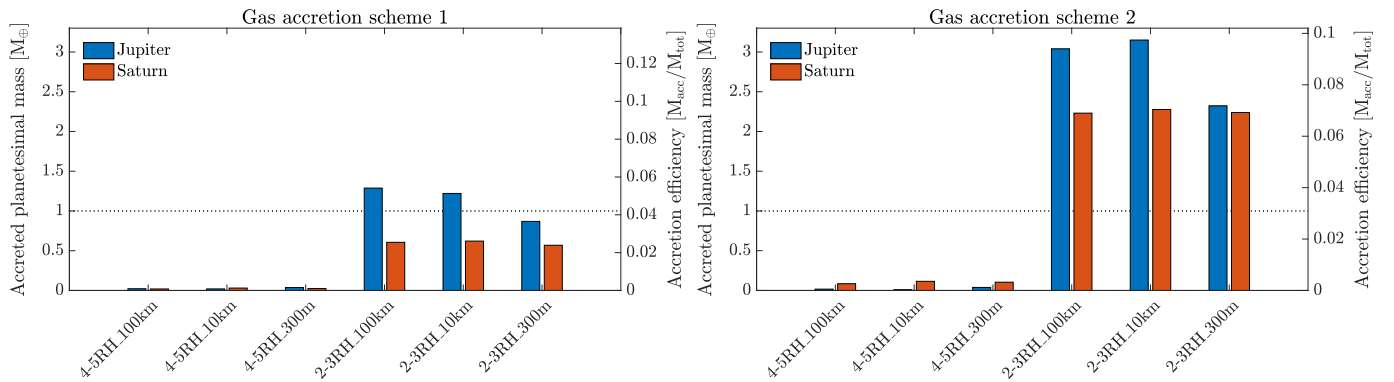 Gas accretion scheme 1
Accreted planetesimal mass [M⊕]
3
2.5
2
1.5
1
0.5
0
Jupiter
Saturn
0.12
0.1
0.08
0.06
0.04
0.02
0
Accretion efficiency [Macc/Mtot]
4-5RH_100km
4-5RH_10km
4-5RH_300m
2-3RH_100km
2-3RH_10km
2-3RH_300m
Gas accretion scheme 2
Accreted planetesimal mass [M⊕]
3
2.5
2
1.5
1
0.5
0
Jupiter
Saturn
0.1
0.08
0.06
0.04
0.02
0
Accretion efficiency [Macc/Mtot]
4-5RH_100km
4-5RH_10km
4-5RH_300m
2-3RH_100km
2-3RH_10km
2-3RH_300m